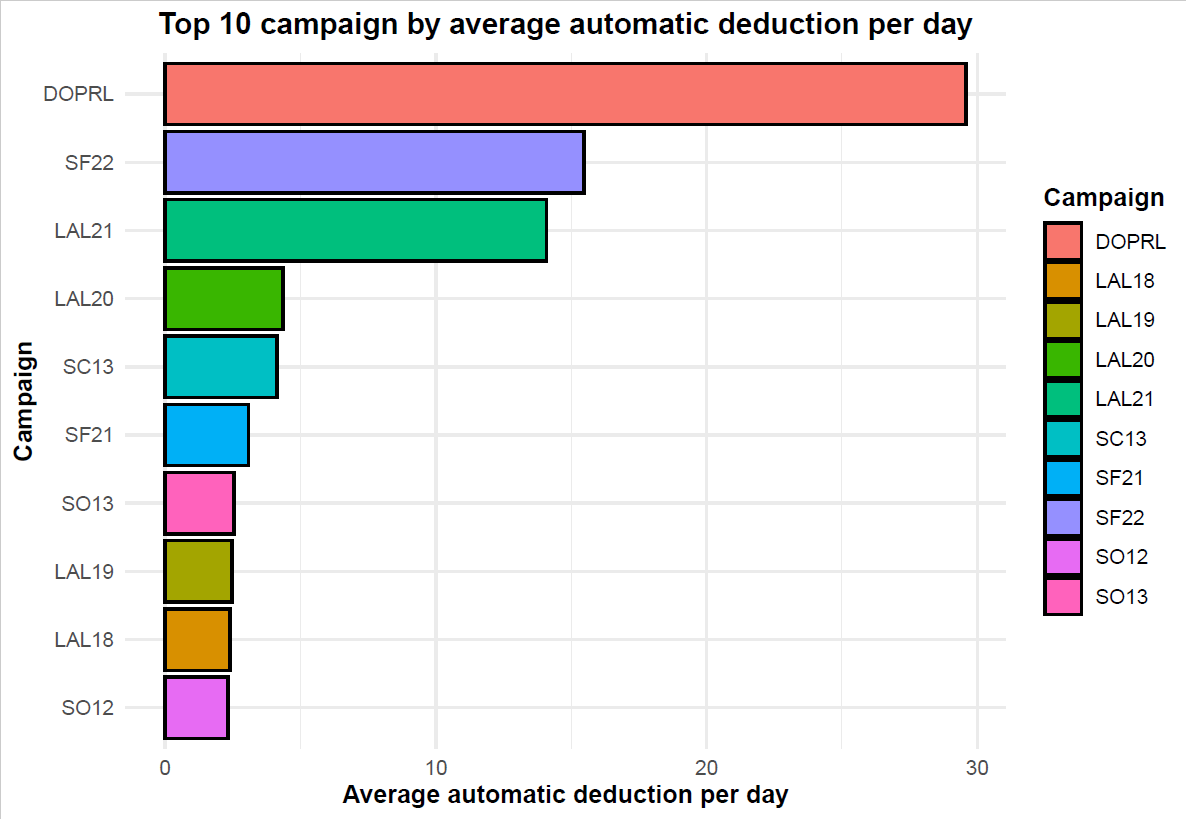 Top 10 campaign by average automatic deduction per day
DOPRL
SF22
LAL21
LAL20
SC13
SF21
SO13
LAL19
LAL18
SO12
Campaign
0 10 20 30
Average automatic deduction per day
Campaign
DOPRL
LAL18
LAL19
LAL20
LAL21
SC13
SF21
SF22
SO12
SO13